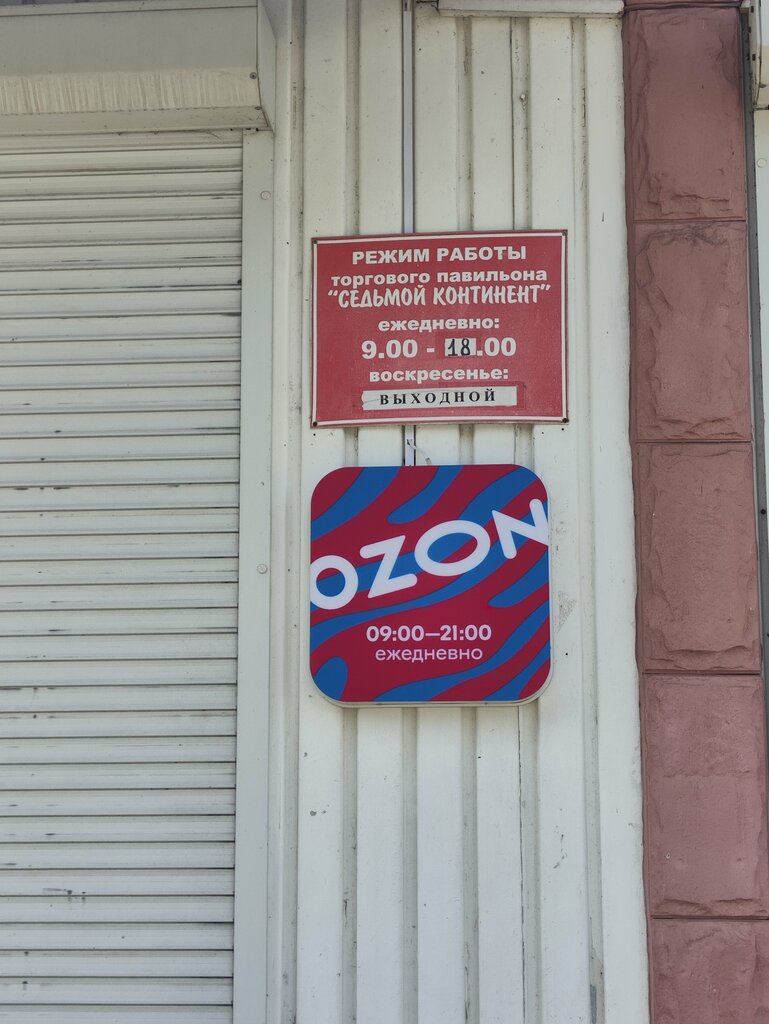 РЕЖИМ РАБОТЫ
торгового павильона
"СЕДЬМОЙ КОНТИНЕНТ"
ежедневно:
9.00 - 18.00
воскресенье:
ВЫХОДНОЙ
OZON
09:00—21:00
ежедневно